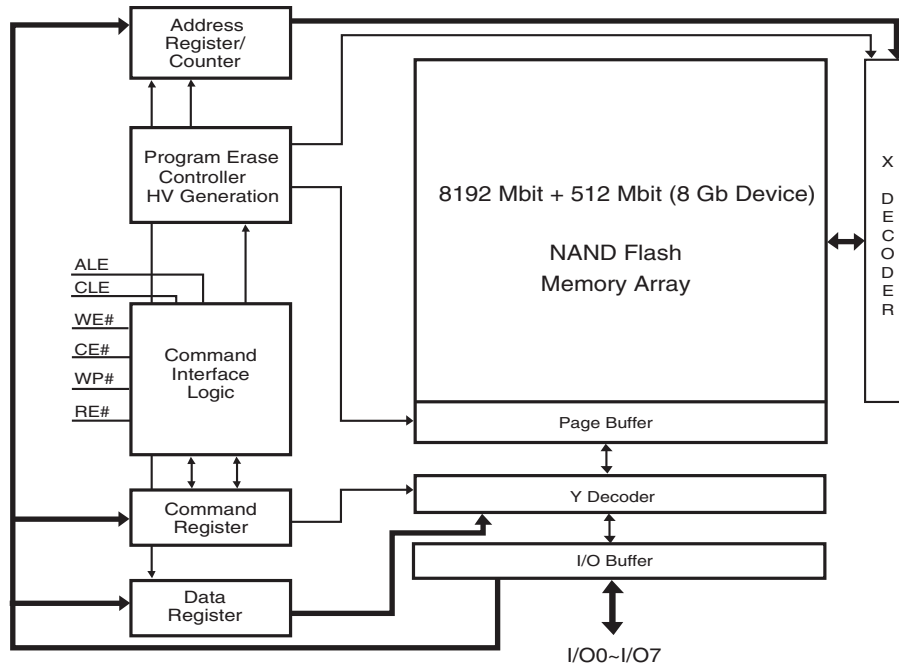 Address
Register/
Counter
Program Erase
Controller
HV Generation
ALE
CLE
WE#
CE#
WP#
RE#
Command
Interface
Logic
Command
Register
Data
Register
8192 Mbit + 512 Mbit (8 Gb Device)
NAND Flash
Memory Array
Page Buffer
Y Decoder
I/O Buffer
I/O0~I/O7
X
D
E
C
O
D
E
R